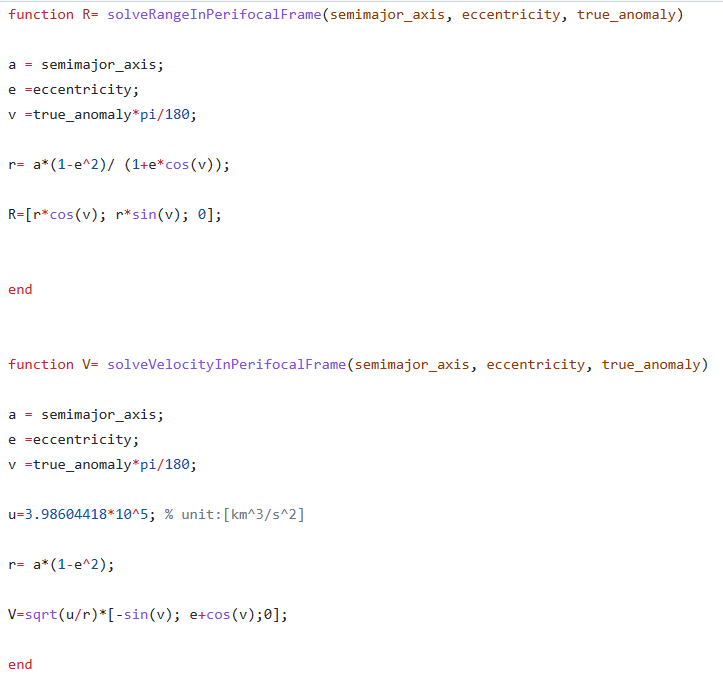 function R= solveRangeInPerifocalFrame(semimajor_axis, eccentricity, true_anomaly)
a = semimajor_axis;
e =eccentricity;
v =true_anomaly*pi/180;
r= a*(1-e^2)/ (1+e*cos(v));
R=[r*cos(v); r*sin(v); 0];
end
function V= solveVelocityInPerifocalFrame(semimajor_axis, eccentricity, true_anomaly)
a = semimajor_axis;
e =eccentricity;
v =true_anomaly*pi/180;
u=3.98604418*10^5; % unit:[km^3/s^2]
r= a*(1-e^2);
V=sqrt(u/r)*[-sin(v); e+cos(v);0];
end